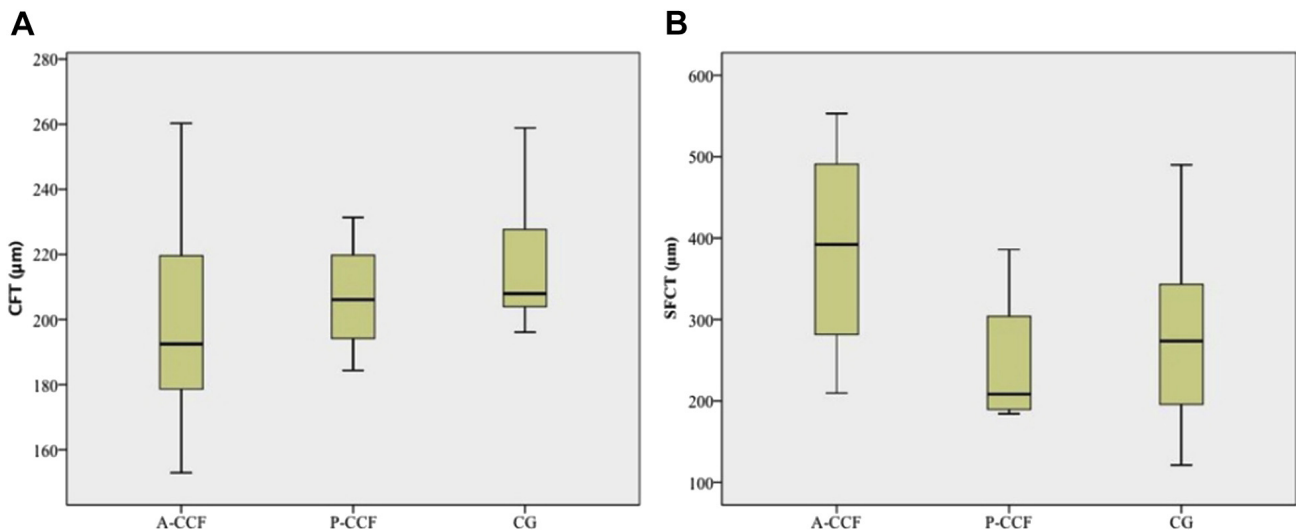 A
CFT (µm)
280
260
240
220
200
180
160
A-CCF
P-CCF
CG
B
SFCT (µm)
600
500
400
300
200
100
A-CCF
P-CCF
CG